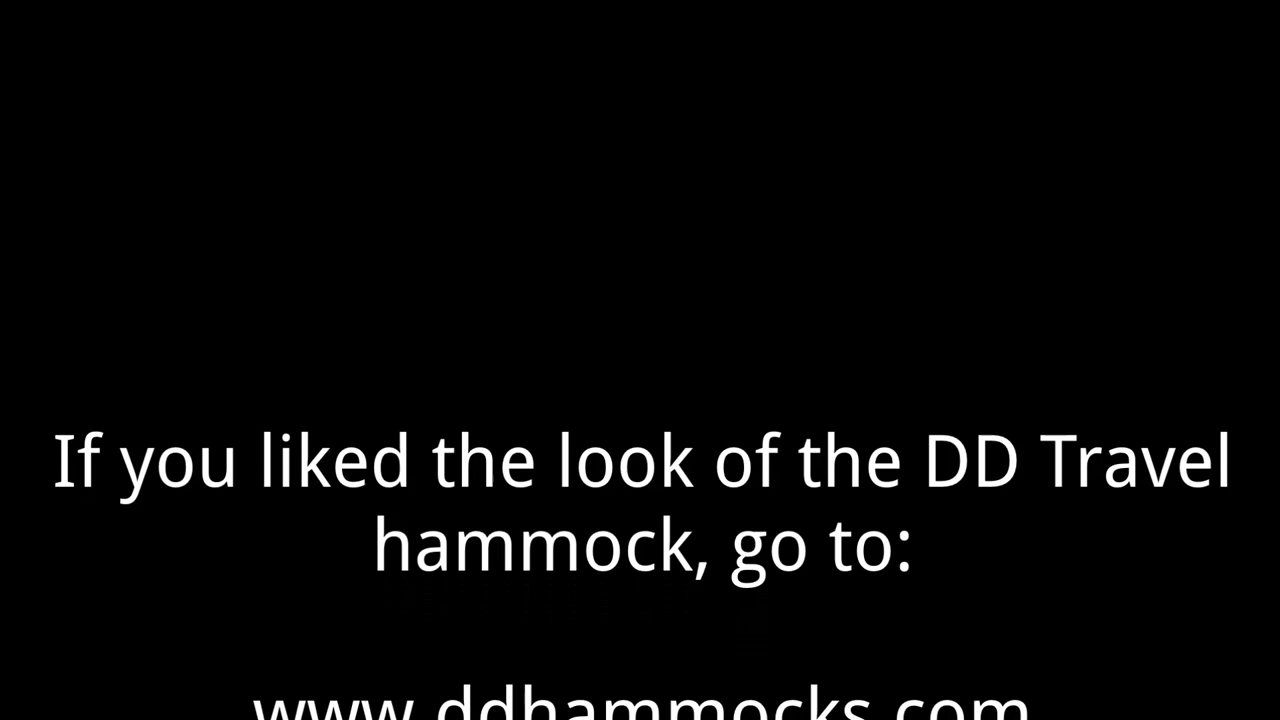 If you liked the look of the DD Travel
hammock, go to:
www.ddhammocks.com